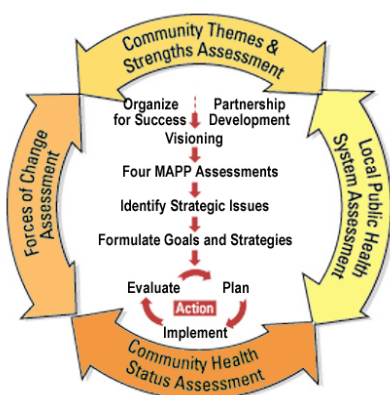 Community Themes &
Strengths Assessment
Organize
for Success
Partnership
Development
Visioning
Four MAPP Assessments
Identify Strategic Issues
Formulate Goals and Strategies
Evaluate
Plan
Action
Implement
Forces of Change
Assessment
Local Public Health
System Assessment
Community Health
Status Assessment